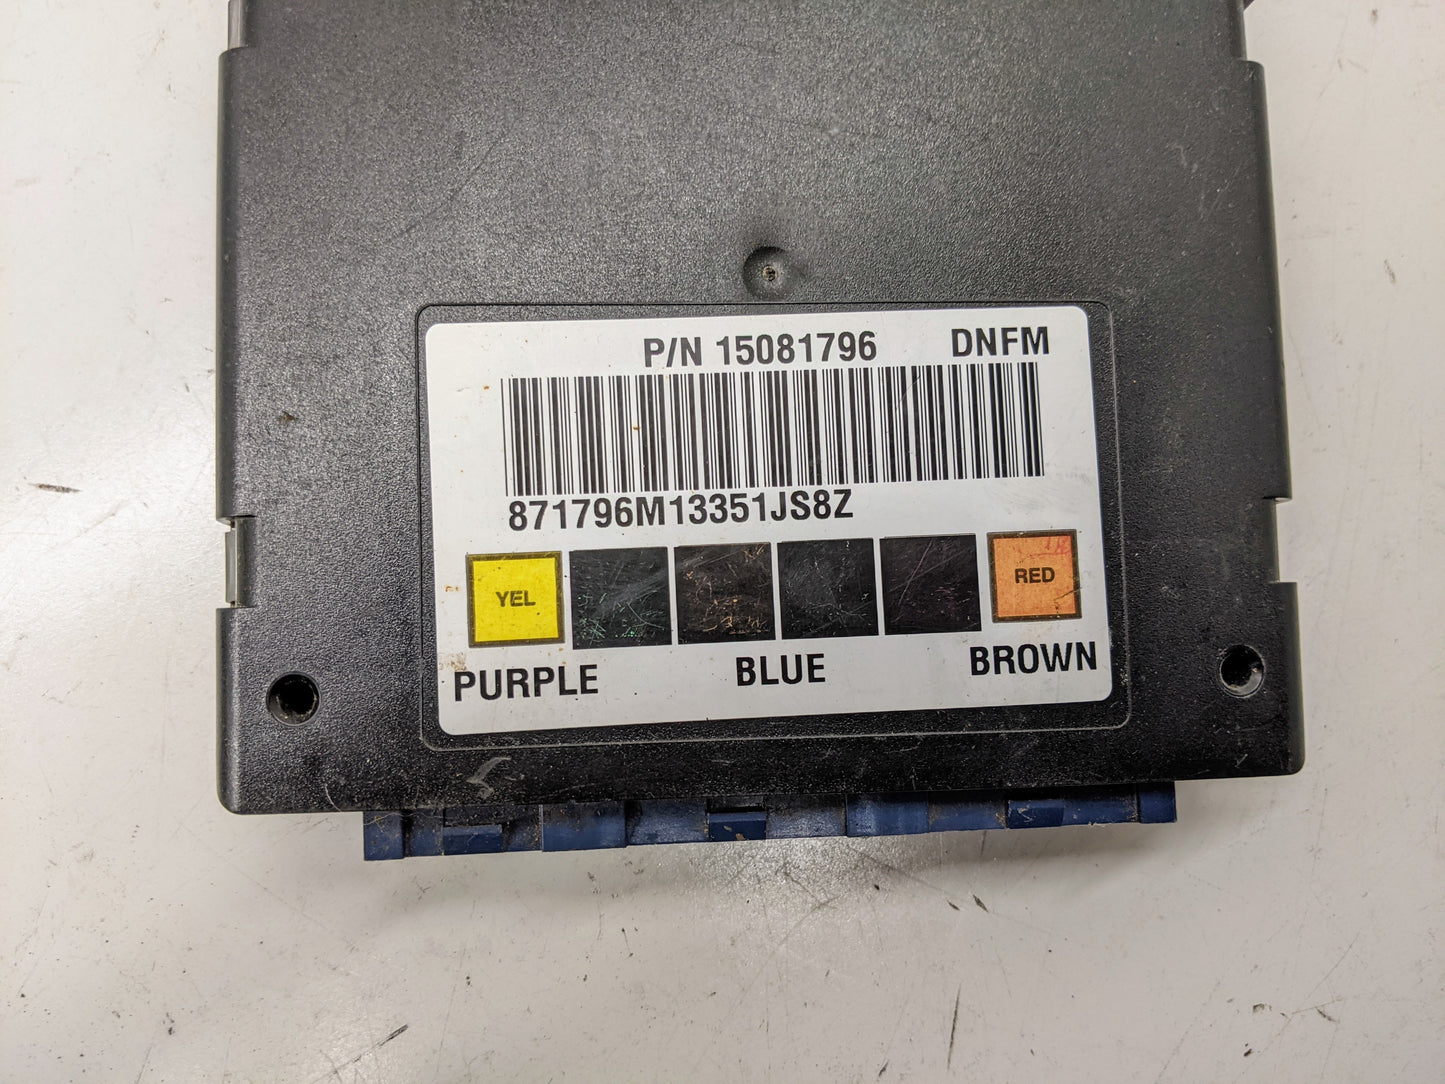 P/N 15081796 DNFM
871796M13351JS8Z
YEL RED
PURPLE BLUE BROWN